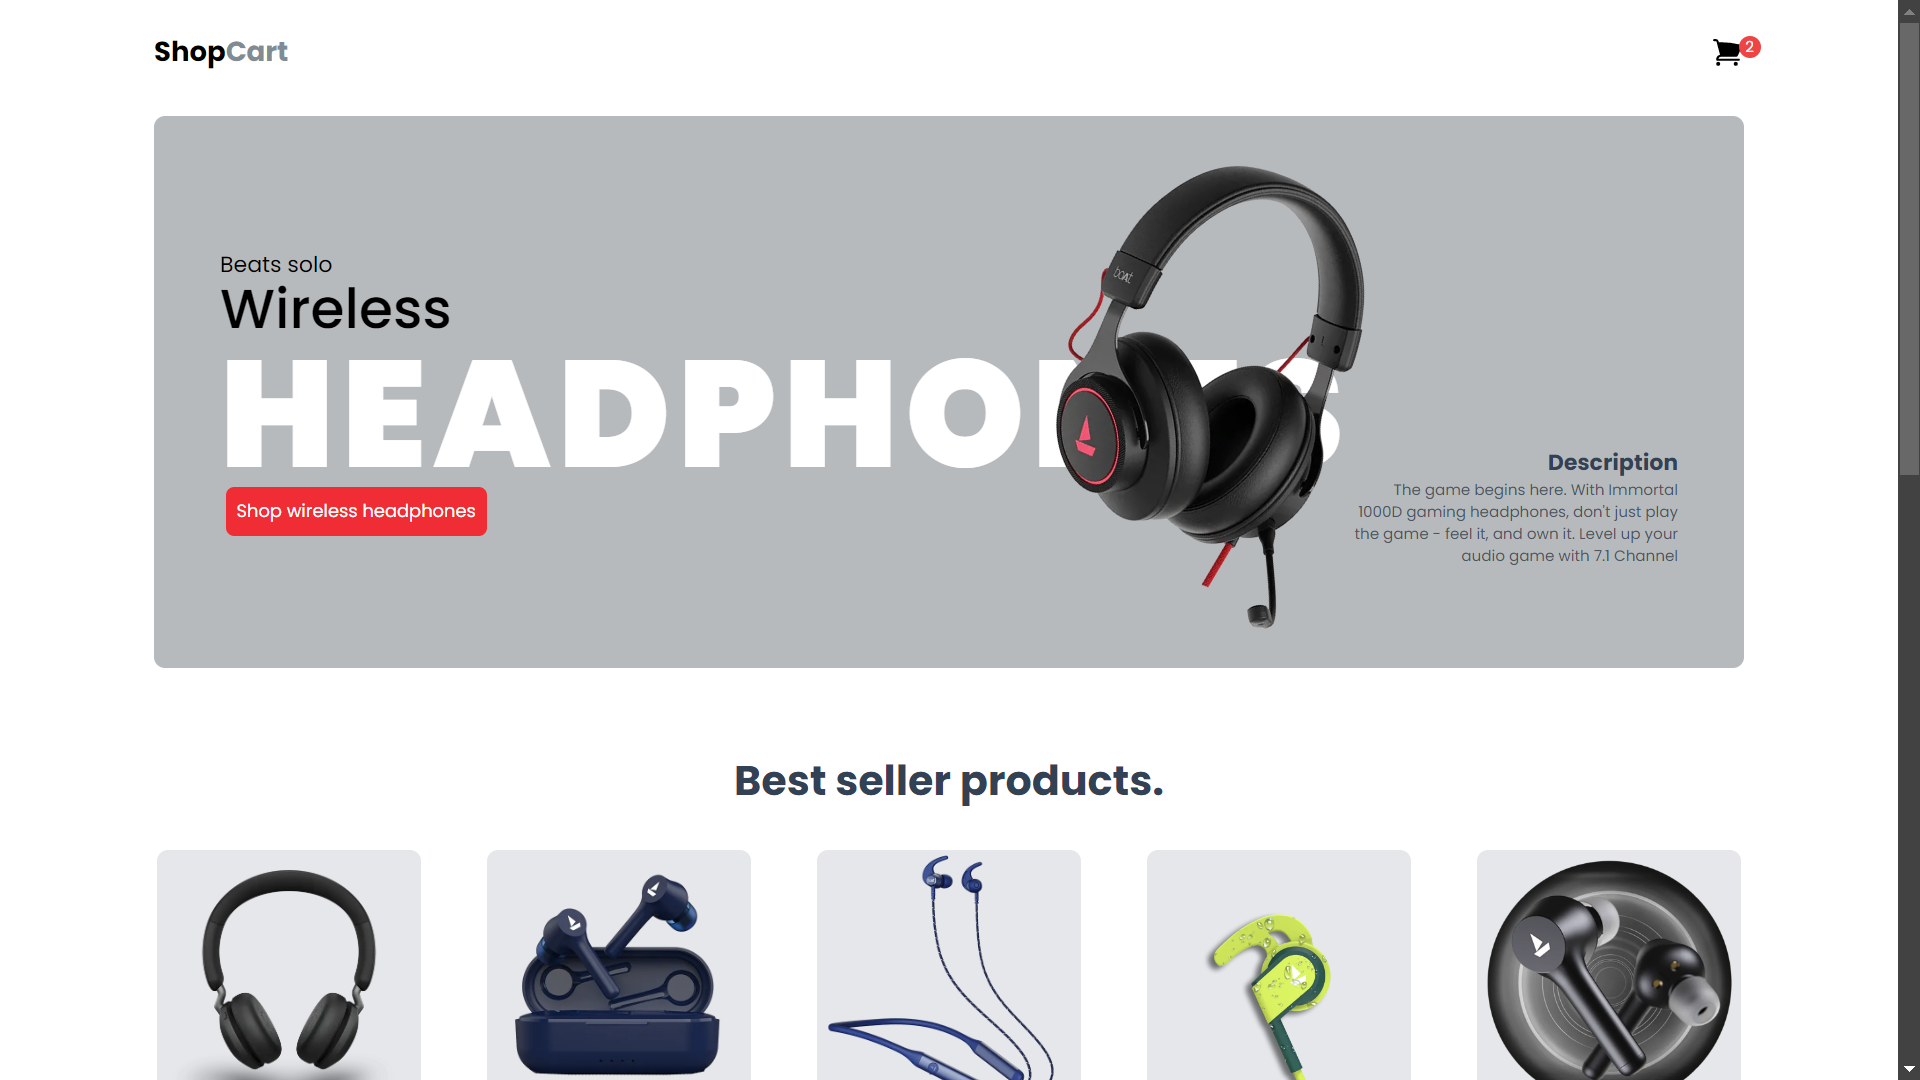 ShopCart
2
Beats solo
Wireless
HEADPHONES
boAt
L
Shop wireless headphones
Description
The game begins here. With Immortal
1000D gaming headphones, don't just play
the game - feel it, and own it. Level up your
audio game with 7.1 Channel
Best seller products.